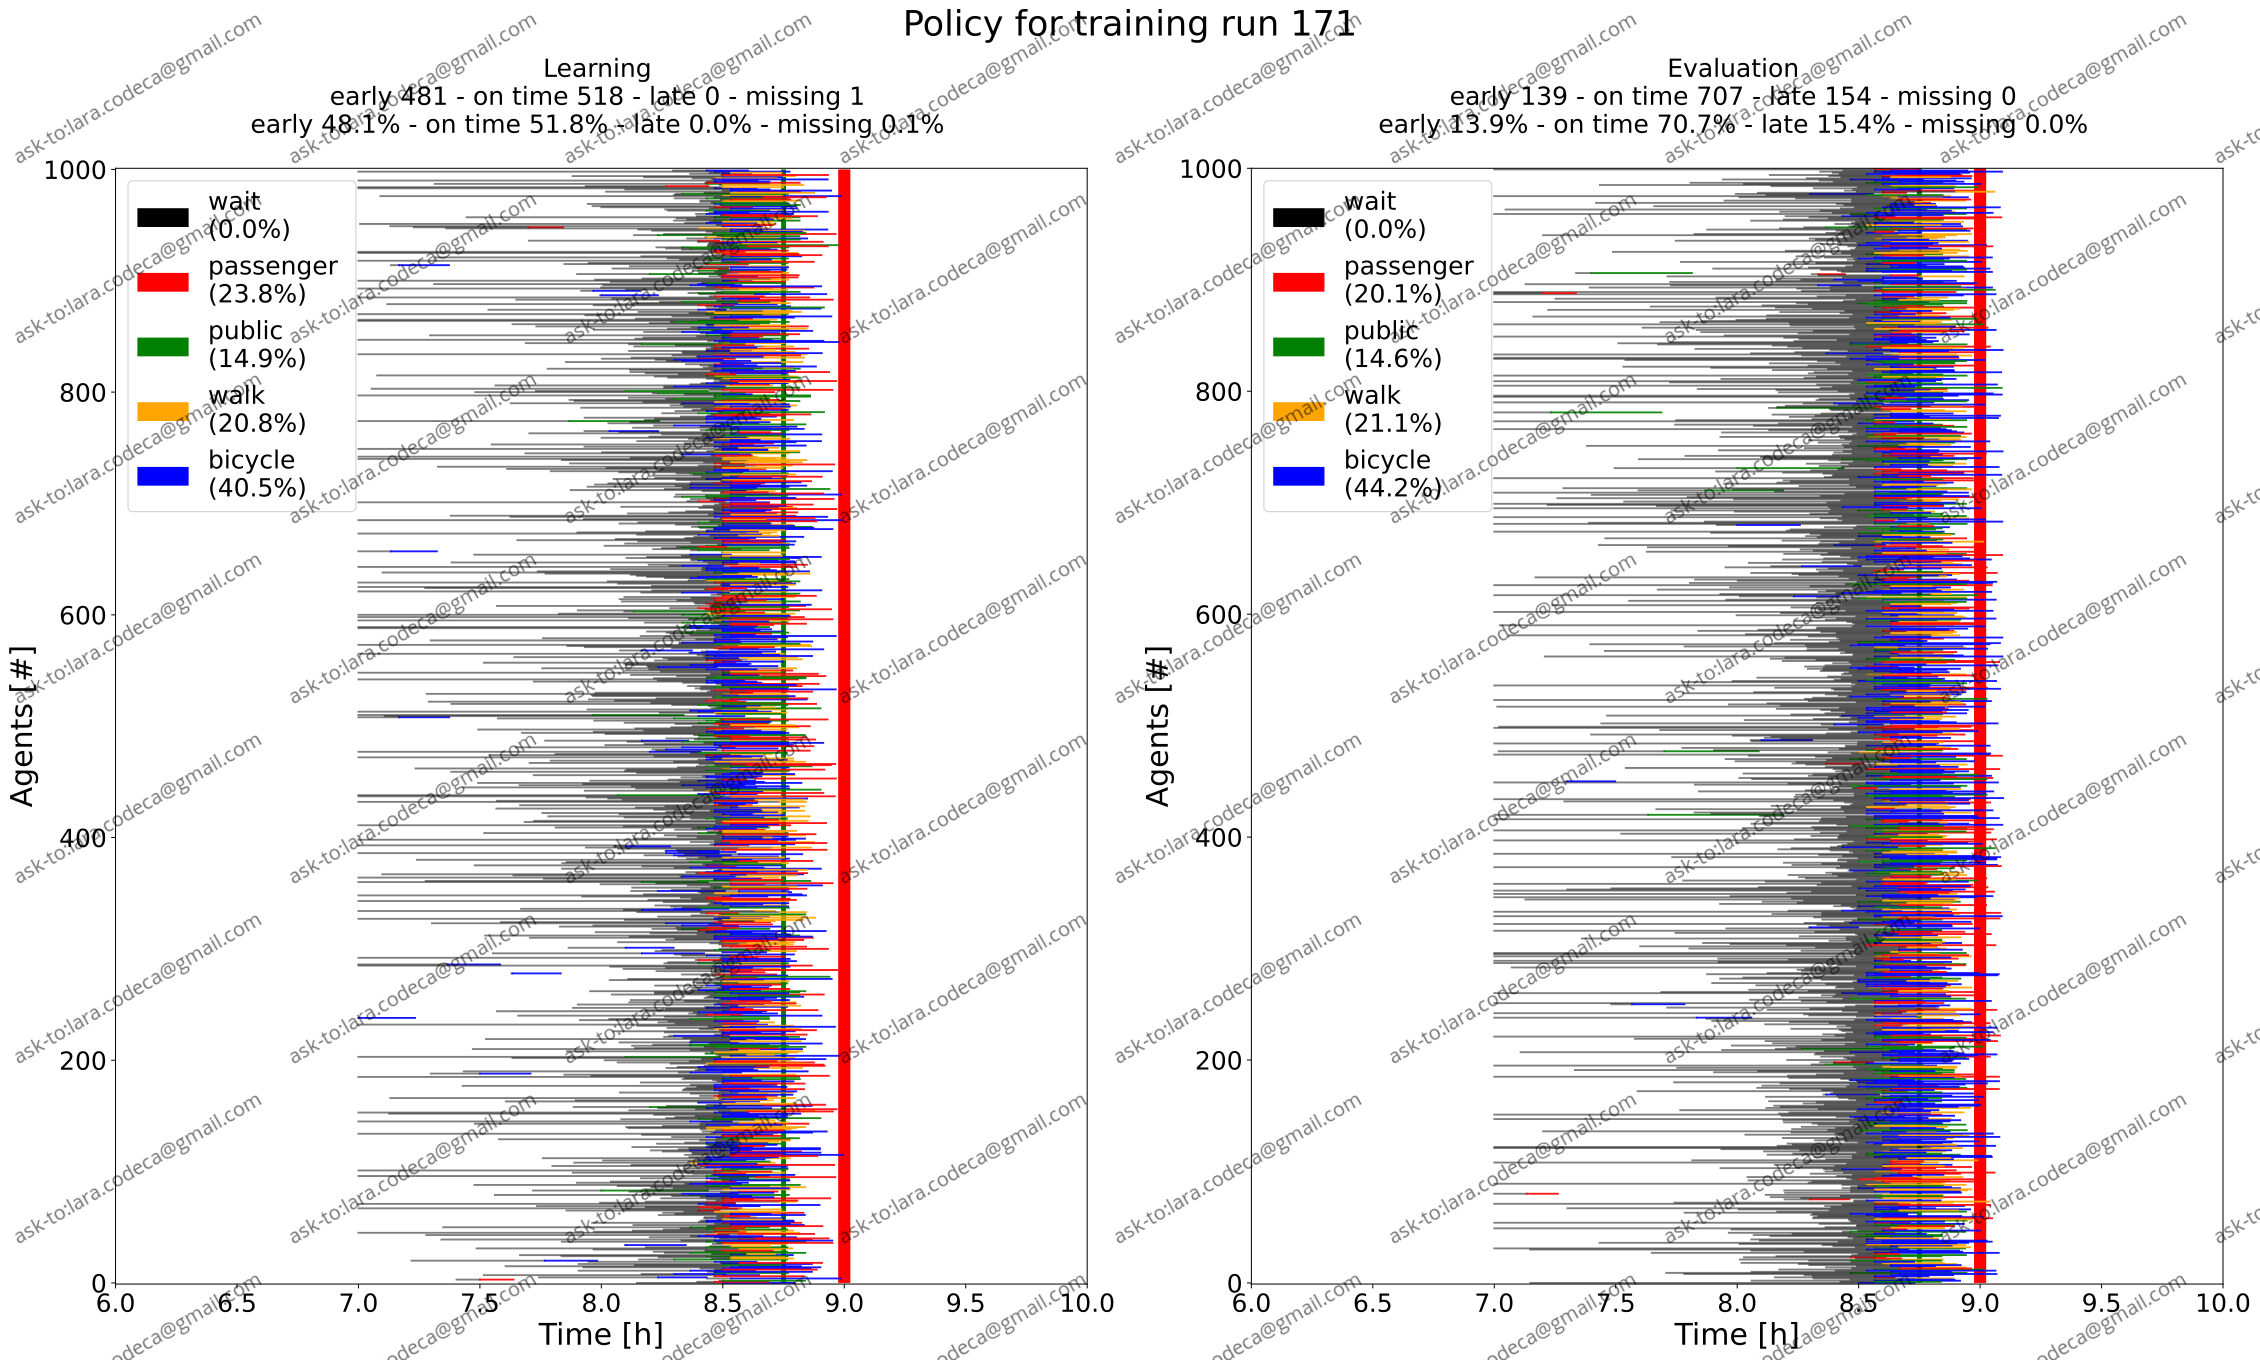 Policy for training run 171
Learning
early 481 - on time 518 - late 0 - missing 1
early 48.1% - on time 51.8% - late 0.0% - missing 0.1%
wait
(0.0%)
passenger
(23.8%)
public
(14.9%)
walk
(20.8%)
bicycle
(40.5%)
1000
800
600
400
200
0
Agents [#]
6.0 6.5 7.0 7.5 8.0 8.5 9.0 9.5 10.0
Time [h]
Evaluation
early 139 - on time 707 - late 154 - missing 0
early 13.9% - on time 70.7% - late 15.4% - missing 0.0%
wait
(0.0%)
passenger
(20.1%)
public
(14.6%)
walk
(21.1%)
bicycle
(44.2%)
1000
800
600
400
200
0
Agents [#]
6.0 6.5 7.0 7.5 8.0 8.5 9.0 9.5 10.0
Time [h]
ask-to:lara.codeca@gmail.com